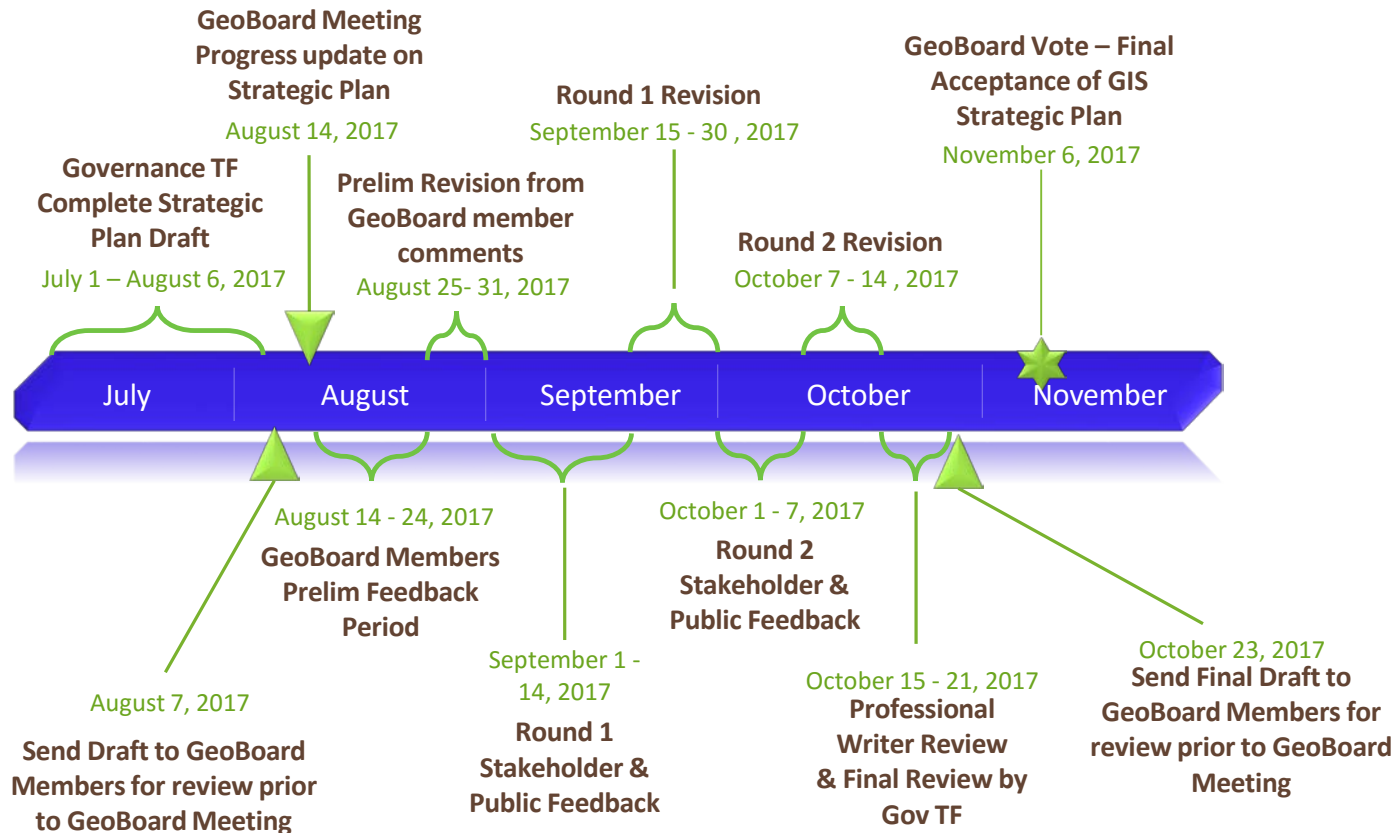 GeoBoard Meeting
Progress update on
Strategic Plan
August 14, 2017
GeoBoard Vote – Final
Acceptance of GIS
Strategic Plan
November 6, 2017
Round 1 Revision
September 15 - 30 , 2017
Governance TF
Complete Strategic
Plan Draft
July 1 – August 6, 2017
Prelim Revision from
GeoBoard member
comments
August 25- 31, 2017
Round 2 Revision
October 7 - 14 , 2017
July
August
September
October
November
August 14 - 24, 2017
GeoBoard Members
Prelim Feedback
Period
October 1 - 7, 2017
Round 2
Stakeholder &
Public Feedback
August 7, 2017
Send Draft to GeoBoard
Members for review prior
to GeoBoard Meeting
September 1 -
14, 2017
Round 1
Stakeholder &
Public Feedback
October 15 - 21, 2017
Professional
Writer Review
& Final Review by
Gov TF
October 23, 2017
Send Final Draft to
GeoBoard Members for
review prior to GeoBoard
Meeting